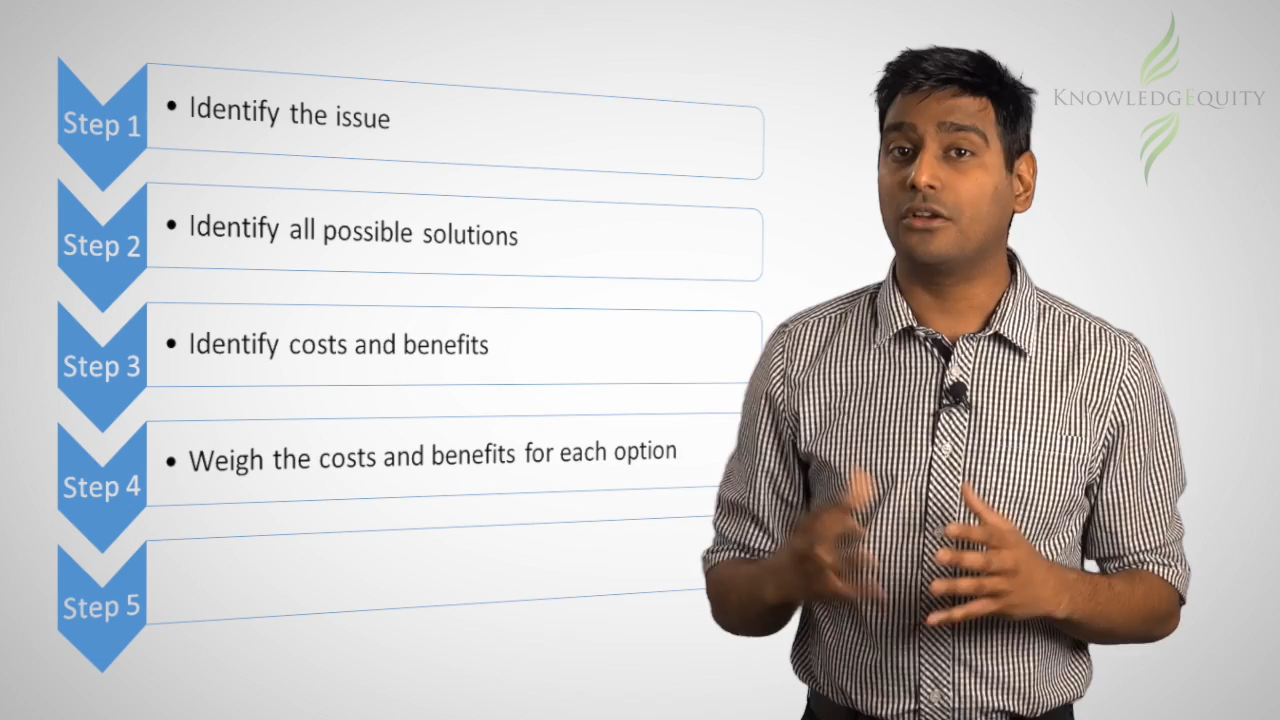 Step 1
• Identify the issue
Step 2
• Identify all possible solutions
Step 3
• Identify costs and benefits
Step 4
• Weigh the costs and benefits for each option
Step 5
KNOWLEDGEQUITY